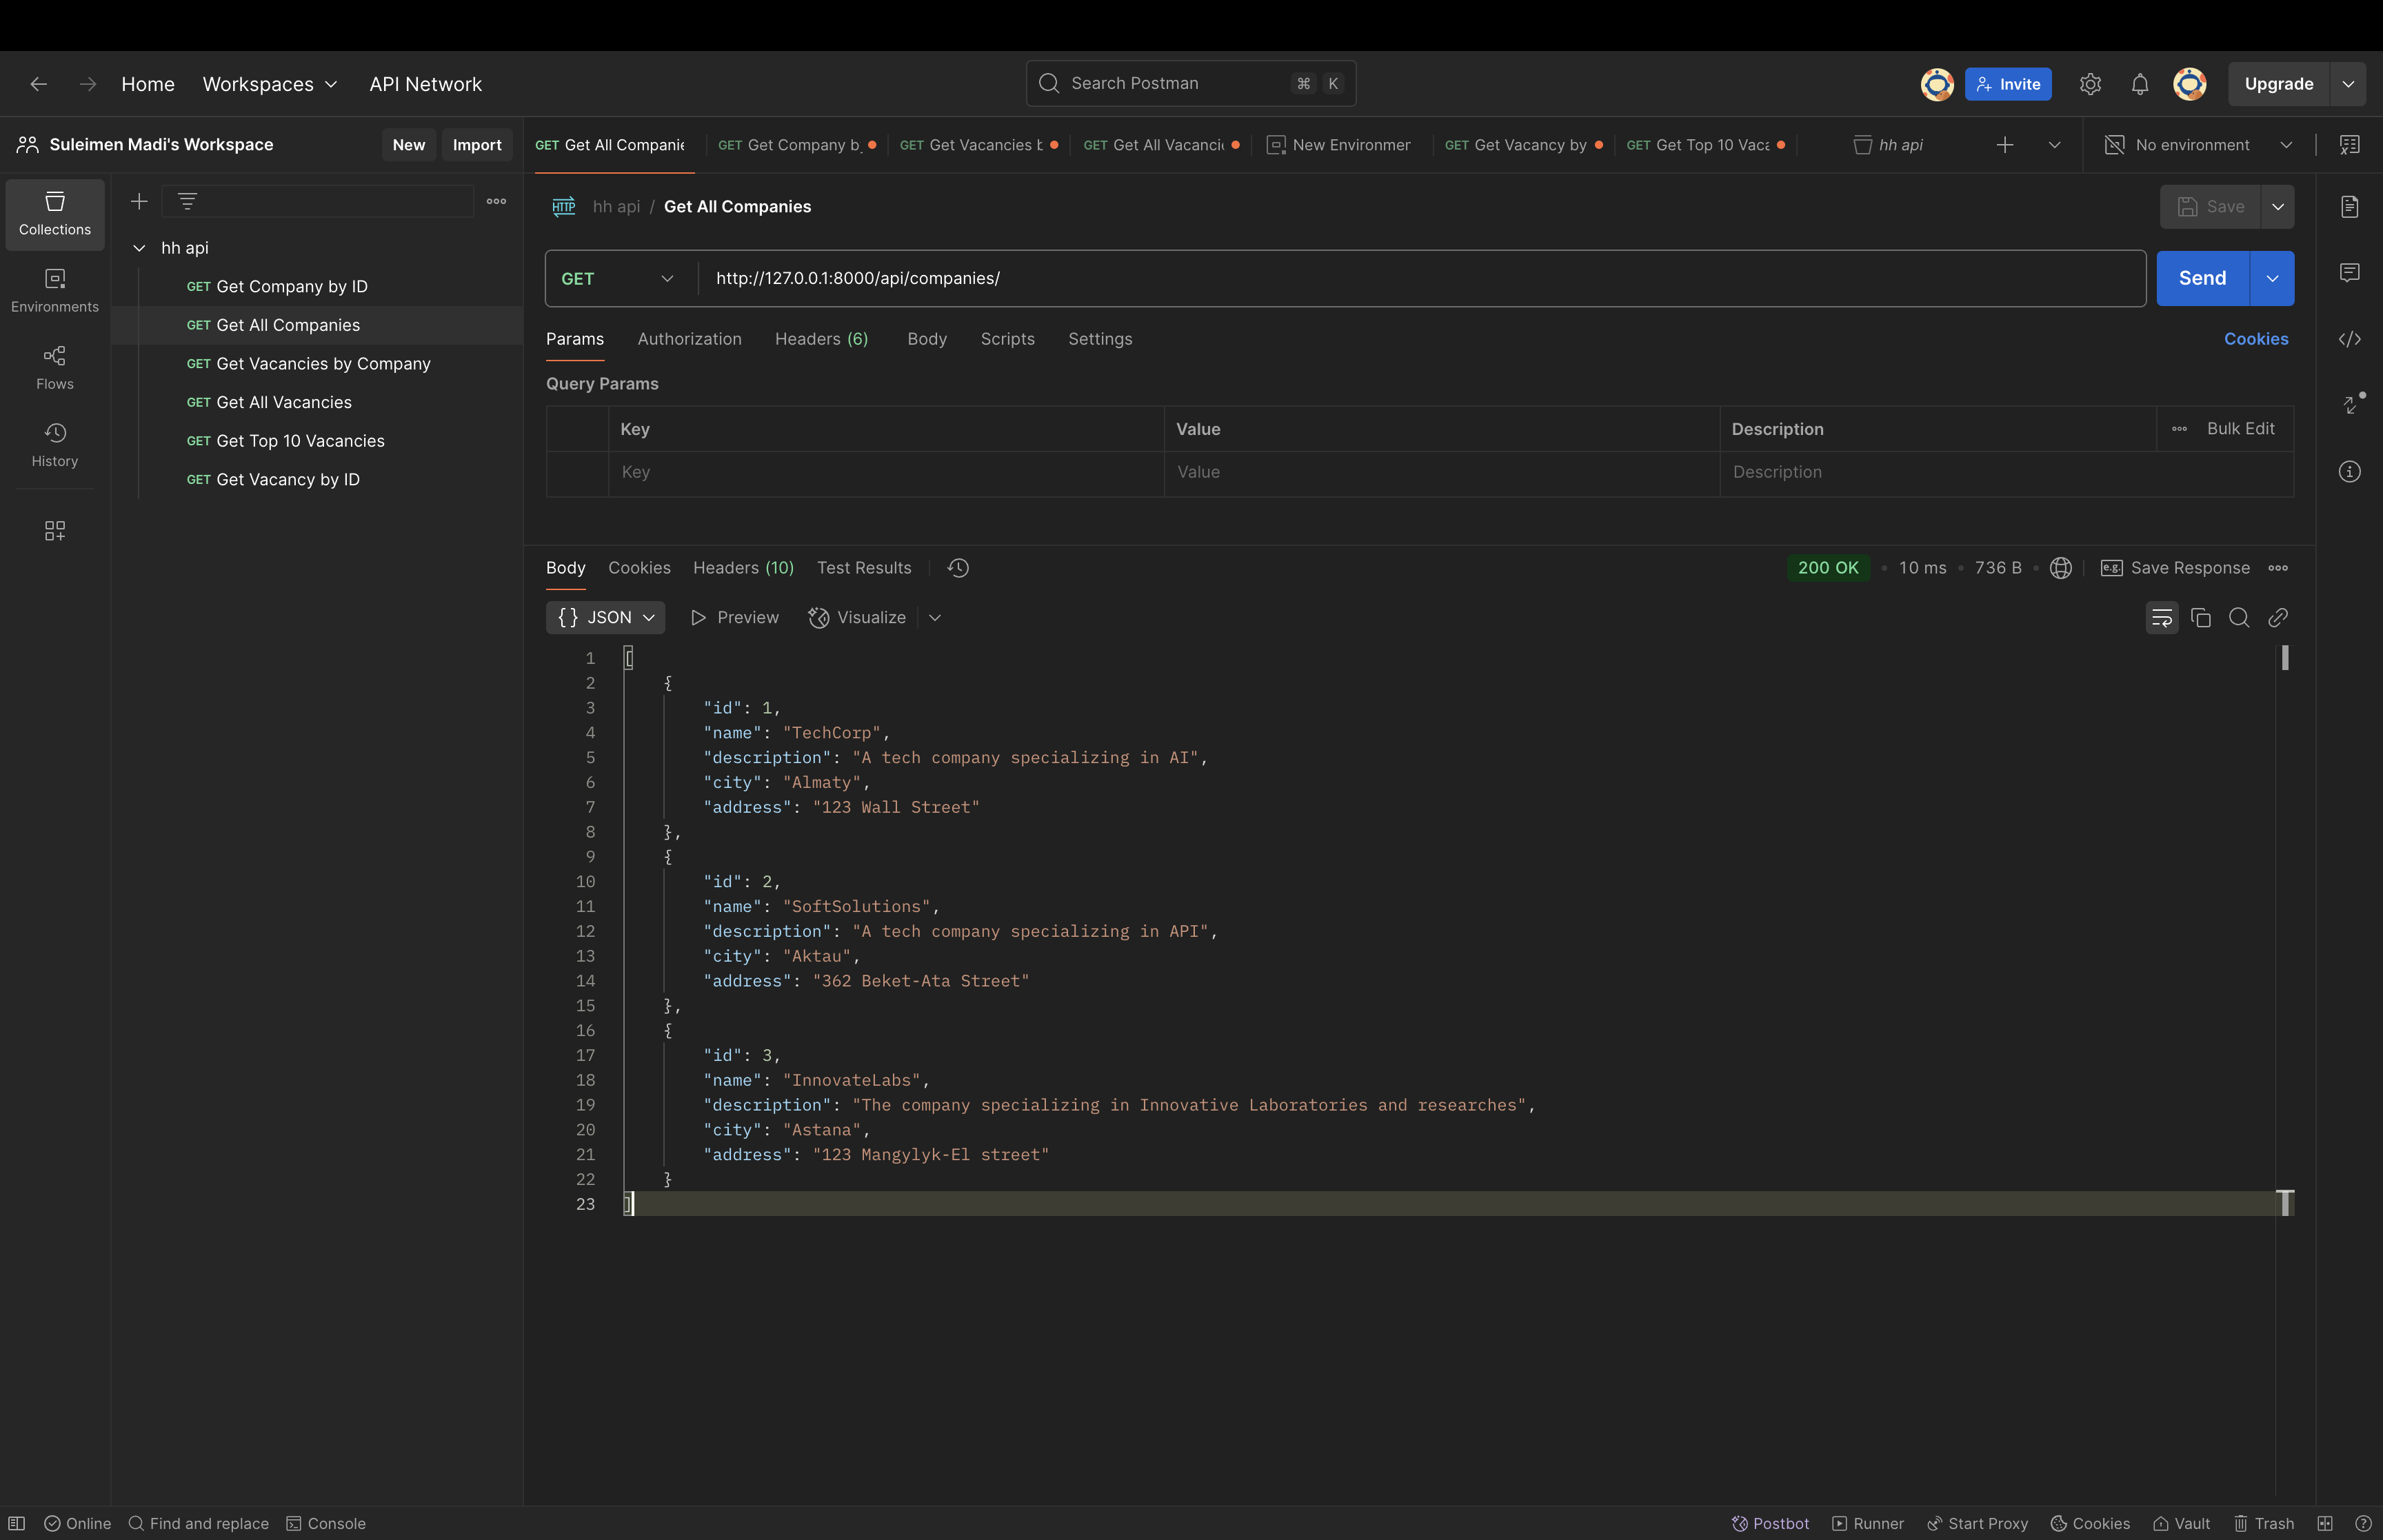 Home Workspaces API Network Search Postman ⌘ K Invite Upgrade
Suleimen Madi's Workspace New Import GET Get All Companie GET Get Company b GET Get Vacancies GET Get All Vacanci New Environmer GET Get Vacancy by GET Get Top 10 Vaca hh api No environment
Collections
Environments
Flows
History
hh api
GET Get Company by ID
GET Get All Companies
GET Get Vacancies by Company
GET Get All Vacancies
GET Get Top 10 Vacancies
GET Get Vacancy by ID
HTTP hh api / Get All Companies Save
GET http://127.0.0.1:8000/api/companies/ Send
Params Authorization Headers (6) Body Scripts Settings Cookies
Query Params
Key Value Description Bulk Edit
Key Value Description
Body Cookies Headers (10) Test Results 200 OK 10 ms 736 B e.g. Save Response
{} JSON Preview Visualize
1 [
2 {
3 "id": 1,
4 "name": "TechCorp",
5 "description": "A tech company specializing in AI",
6 "city": "Almaty",
7 "address": "123 Wall Street"
8 },
9 {
10 "id": 2,
11 "name": "SoftSolutions",
12 "description": "A tech company specializing in API",
13 "city": "Aktau",
14 "address": "362 Beket-Ata Street"
15 },
16 {
17 "id": 3,
18 "name": "InnovateLabs",
19 "description": "The company specializing in Innovative Laboratories and researches",
20 "city": "Astana",
21 "address": "123 Mangylyk-El street"
22 }
23 ]
Online Find and replace Console Postbot Runner Start Proxy Cookies Vault Trash